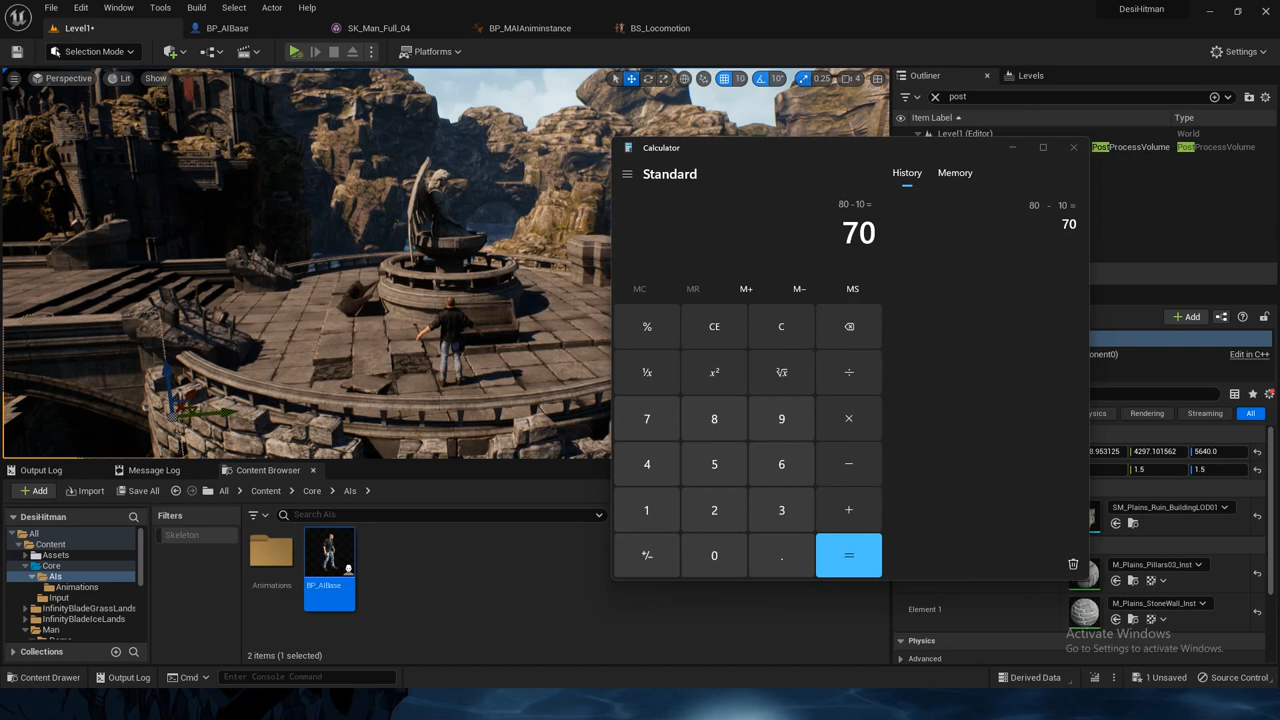 File Edit Window Tools Build Select Actor Help
DesiHitman
Level1•
BP_AIBase
SK_Man_Full_04
BP_MAIAniminstance
BS_Locomotion
Selection Mode
Platforms
Settings
Perspective
Lit
Show
10
10°
0.25
4
Outliner
Levels
post
Item Label
Type
Level1 (Editor)
World
PostProcessVolume
PostProcessVolume
Calculator
Standard
History
Memory
80 - 10 =
70
80 - 10 =
70
MC MR M+ M− MS
% CE C
⅟x x² ²√x ÷
7 8 9 ×
4 5 6 −
1 2 3 +
+/− 0 . =
Add
onent0)
Edit in C++
Rendering
Streaming
All
8.953125
4297.101562
5640.0
1.5
1.5
SM_Plains_Ruin_BuildingLOD01
M_Plains_Pillars03_Inst
Element 1
M_Plains_StoneWall_Inst
Physics
Advanced
Activate Windows
Go to Settings to activate Windows.
Output Log
Message Log
Content Browser
Add
Import
Save All
All
Content
Core
AIs
DesiHitman
Filters
Search AIs
Skeleton
All
Content
Assets
Core
AIs
Animations
Input
InfinityBladeGrassLands
InfinityBladeIceLands
Man
Animations
BP_AIBase
2 items (1 selected)
Collections
Content Drawer
Output Log
Cmd
Enter Console Command
Derived Data
1 Unsaved
Source Control